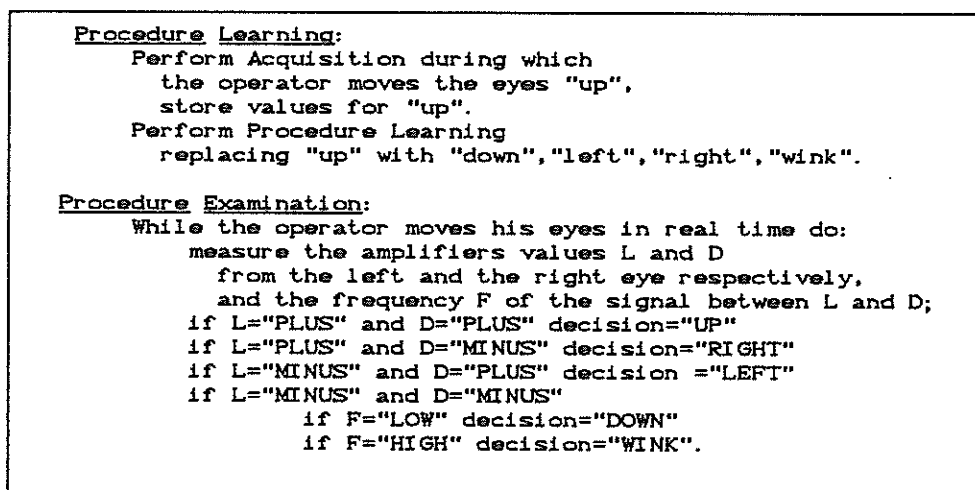 Procedure Learning:
Perform Acquisition during which
the operator moves the eyes "up",
store values for "up".
Perform Procedure Learning
replacing "up" with "down","left","right","wink".
Procedure Examination:
While the operator moves his eyes in real time do:
measure the amplifiers values L and D
from the left and the right eye respectively,
and the frequency F of the signal between L and D;
if L="PLUS" and D="PLUS" decision="UP"
if L="PLUS" and D="MINUS" decision="RIGHT"
if L="MINUS" and D="PLUS" decision ="LEFT"
if L="MINUS" and D="MINUS"
if F="LOW" decision="DOWN"
if F="HIGH" decision="WINK".